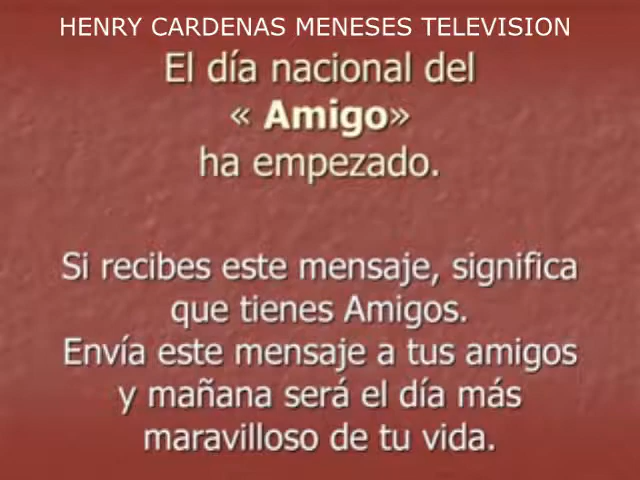 HENRY CARDENAS MENESES TELEVISION
El día nacional del
« Amigo»
ha empezado.
Si recibes este mensaje, significa
que tienes Amigos.
Envía este mensaje a tus amigos
y mañana será el día más
maravilloso de tu vida.